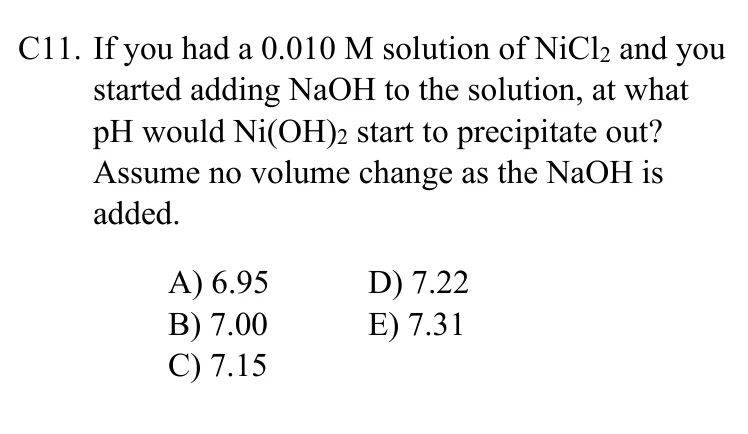 C11. If you had a 0.010 M solution of NiCl₂ and you
started adding NaOH to the solution, at what
pH would Ni(OH)₂ start to precipitate out?
Assume no volume change as the NaOH is
added.
A) 6.95 D) 7.22
B) 7.00 E) 7.31
C) 7.15